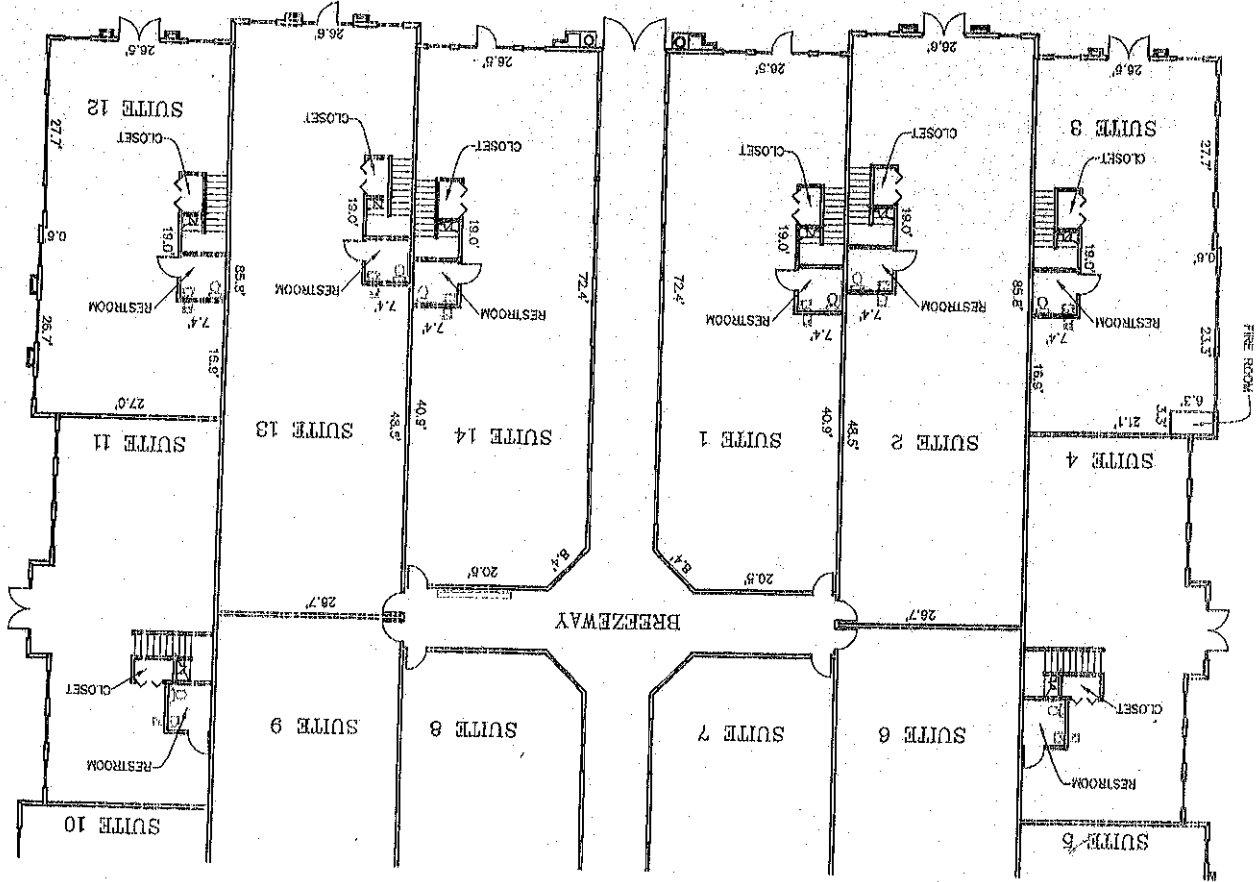 SUITE 5
SUITE 10
RESTROOM
RESTROOM
SUITE 6
SUITE 7
SUITE 8
SUITE 9
CLOSET
CLOSET
BREEZEWAY
26.7'
26.7'
20.5'
20.6'
8.4'
8.4'
SUITE 4
SUITE 2
SUITE 1
SUITE 14
SUITE 13
SUITE 11
FIRE ROOM
6.3'
3.3'
21.1'
48.5'
40.9'
40.9'
48.5'
27.0'
23.3'
16.9'
16.9'
26.7'
7.4'
7.4'
7.4'
7.4'
7.4'
7.4'
RESTROOM
RESTROOM
RESTROOM
RESTROOM
RESTROOM
RESTROOM
85.8'
72.4'
72.4'
85.9'
0.6'
19.0'
19.0'
19.0'
19.0'
19.0'
19.0'
0.6'
CLOSET
CLOSET
CLOSET
CLOSET
CLOSET
CLOSET
27.7'
SUITE 3
SUITE 12
27.7'
26.6'
26.6'
26.5'
26.5'
26.6'
26.5'